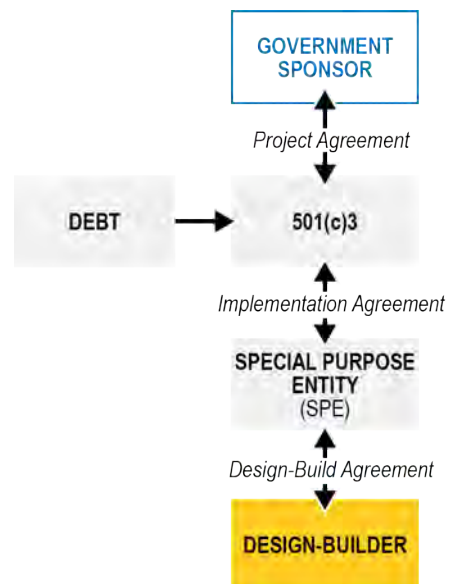 GOVERNMENT
SPONSOR
Project Agreement
DEBT
501(c)3
Implementation Agreement
SPECIAL PURPOSE
ENTITY
(SPE)
Design-Build Agreement
DESIGN-BUILDER